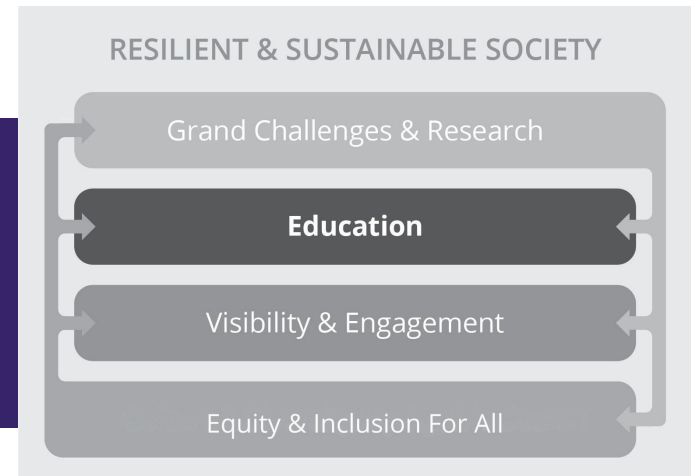 RESILIENT & SUSTAINABLE SOCIETY
Grand Challenges & Research
Education
Visibility & Engagement
Equity & Inclusion For All